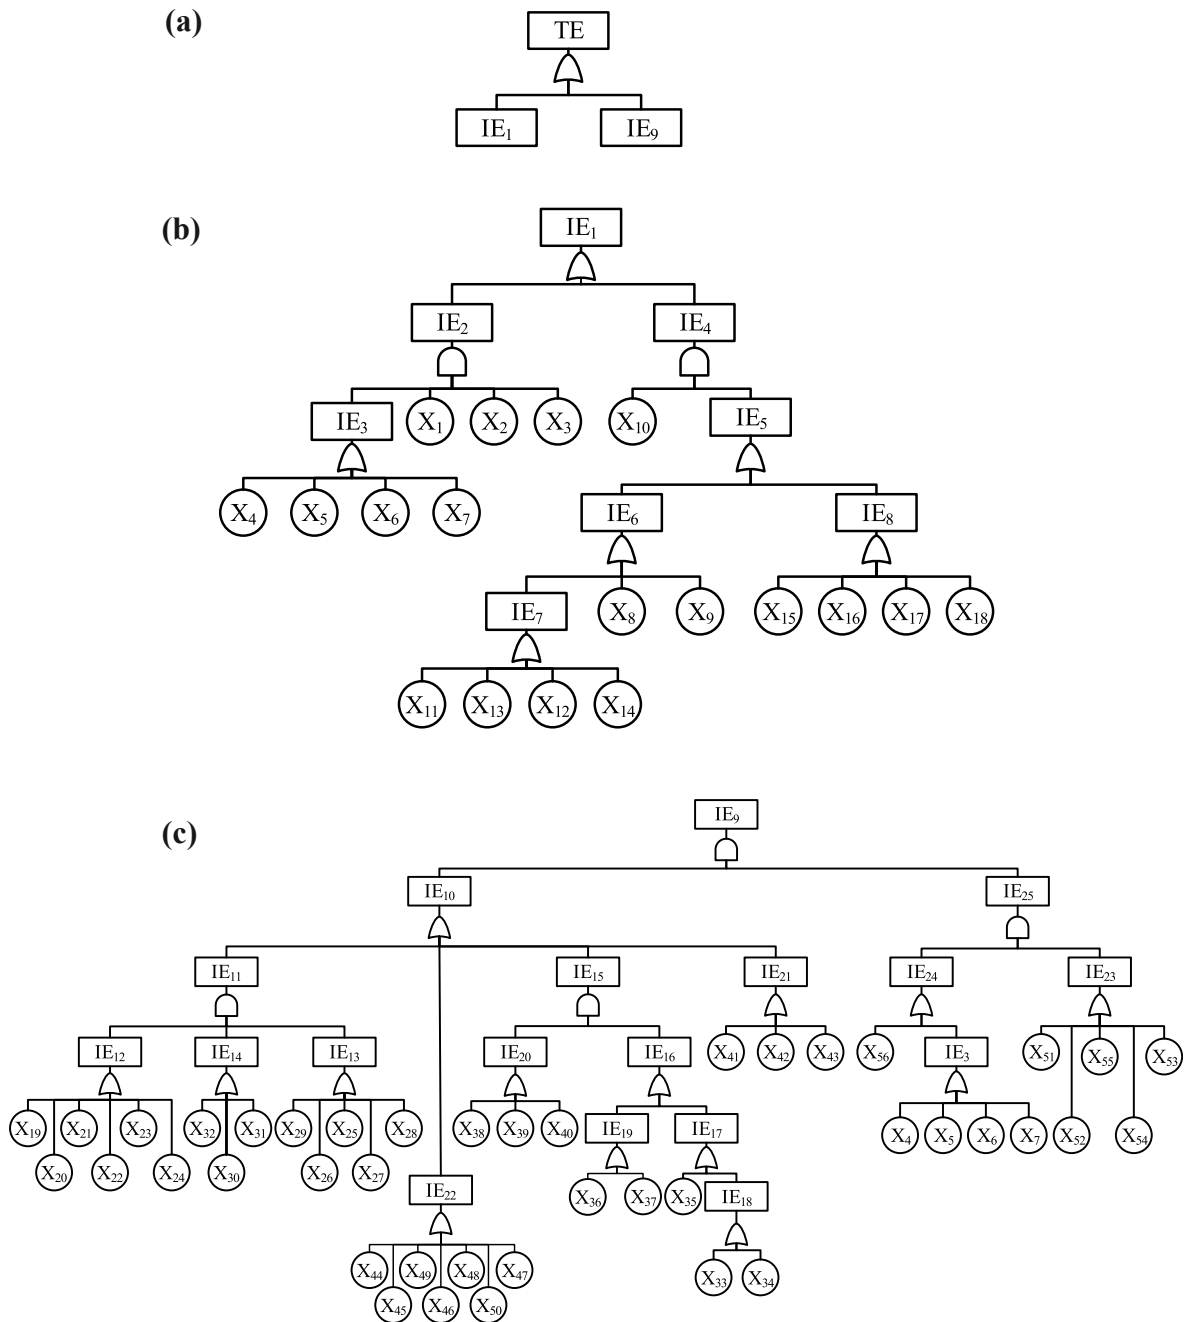 (a)
TE
IE₁ IE₉
(b)
IE₁
IE₂ IE₄
IE₃ X₁ X₂ X₃ X₁₀ IE₅
X₄ X₅ X₆ X₇ IE₆ IE₈
IE₇ X₈ X₉ X₁₅ X₁₆ X₁₇ X₁₈
X₁₁ X₁₃ X₁₂ X₁₄
(c)
IE₉
IE₁₀ IE₂₅
IE₁₁ IE₁₅ IE₂₁ IE₂₄ IE₂₃
IE₁₂ IE₁₄ IE₁₃ IE₂₀ IE₁₆ X₄₁ X₄₂ X₄₃ X₅₆ IE₃ X₅₁ X₅₅ X₅₃
X₁₉ X₂₁ X₂₃ X₃₂ X₃₁ X₂₉ X₂₅ X₂₈ X₃₈ X₃₉ X₄₀ IE₁₉ IE₁₇ X₄ X₅ X₆ X₇ X₅₂ X₅₄
X₂₀ X₂₂ X₂₄ X₃₀ X₂₆ X₂₇
IE₂₂ X₃₆ X₃₇ X₃₅ IE₁₈
X₄₄ X₄₉ X₄₈ X₄₇ X₃₃ X₃₄
X₄₅ X₄₆ X₅₀